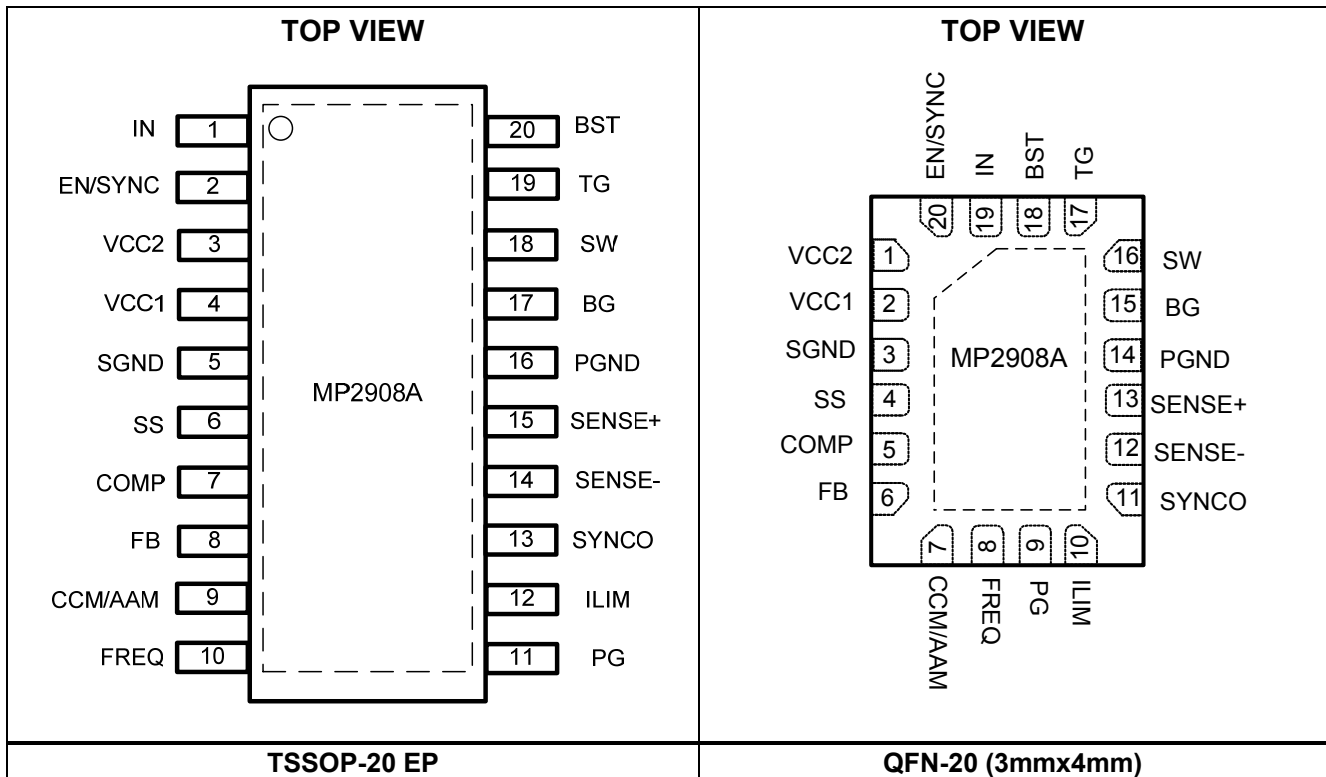 TOP VIEW
IN 1
EN/SYNC 2
VCC2 3
VCC1 4
SGND 5
SS 6
COMP 7
FB 8
CCM/AAM 9
FREQ 10
MP2908A
20 BST
19 TG
18 SW
17 BG
16 PGND
15 SENSE+
14 SENSE-
13 SYNCO
12 ILIM
11 PG
TSSOP-20 EP
TOP VIEW
EN/SYNC IN BST TG
20 19 18 17
VCC2 1
VCC1 2
SGND 3
SS 4
COMP 5
FB 6
MP2908A
16 SW
15 BG
14 PGND
13 SENSE+
12 SENSE-
11 SYNCO
7 8 9 10
CCM/AAM FREQ PG ILIM
QFN-20 (3mmx4mm)